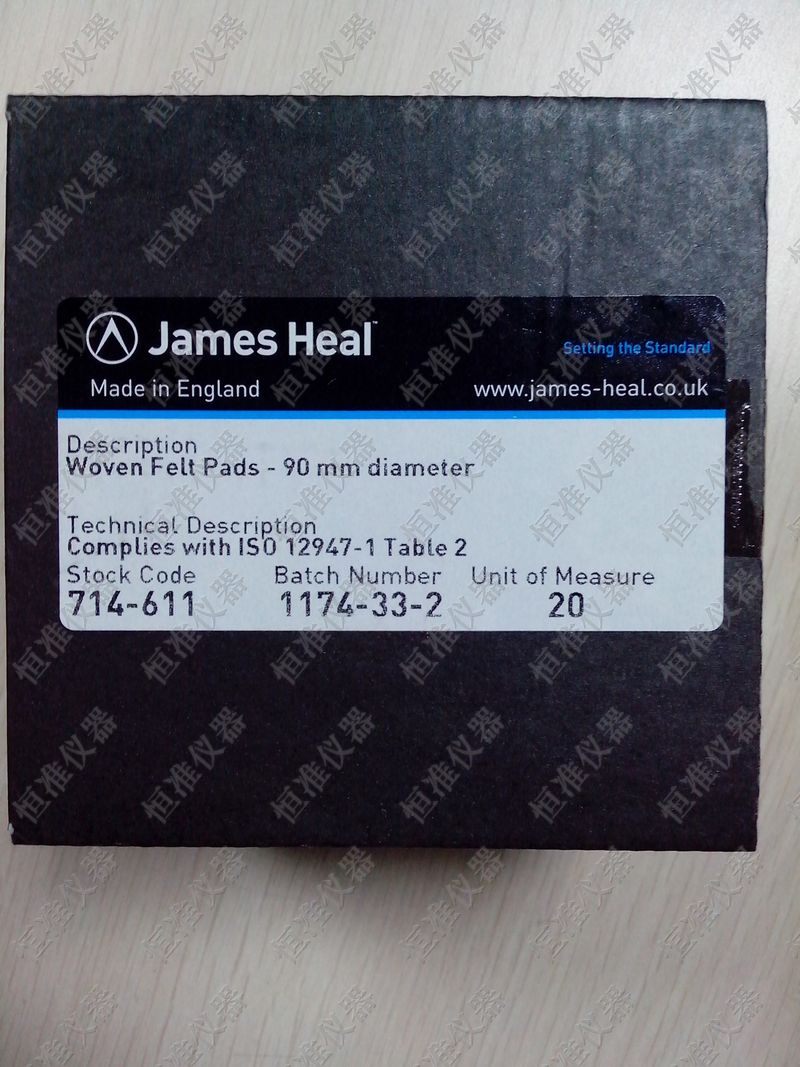 James Heal™
Setting the Standard
Made in England
www.james-heal.co.uk
Description
Woven Felt Pads - 90 mm diameter
Technical Description
Complies with ISO 12947-1 Table 2
Stock Code Batch Number Unit of Measure
714-611 1174-33-2 20
恒准仪器